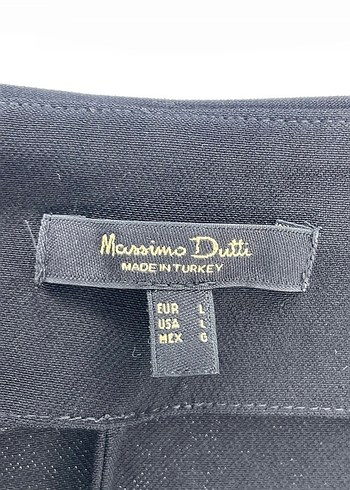 Massimo Dutti
MADE IN TURKEY
EUR L
USA L
MEX G